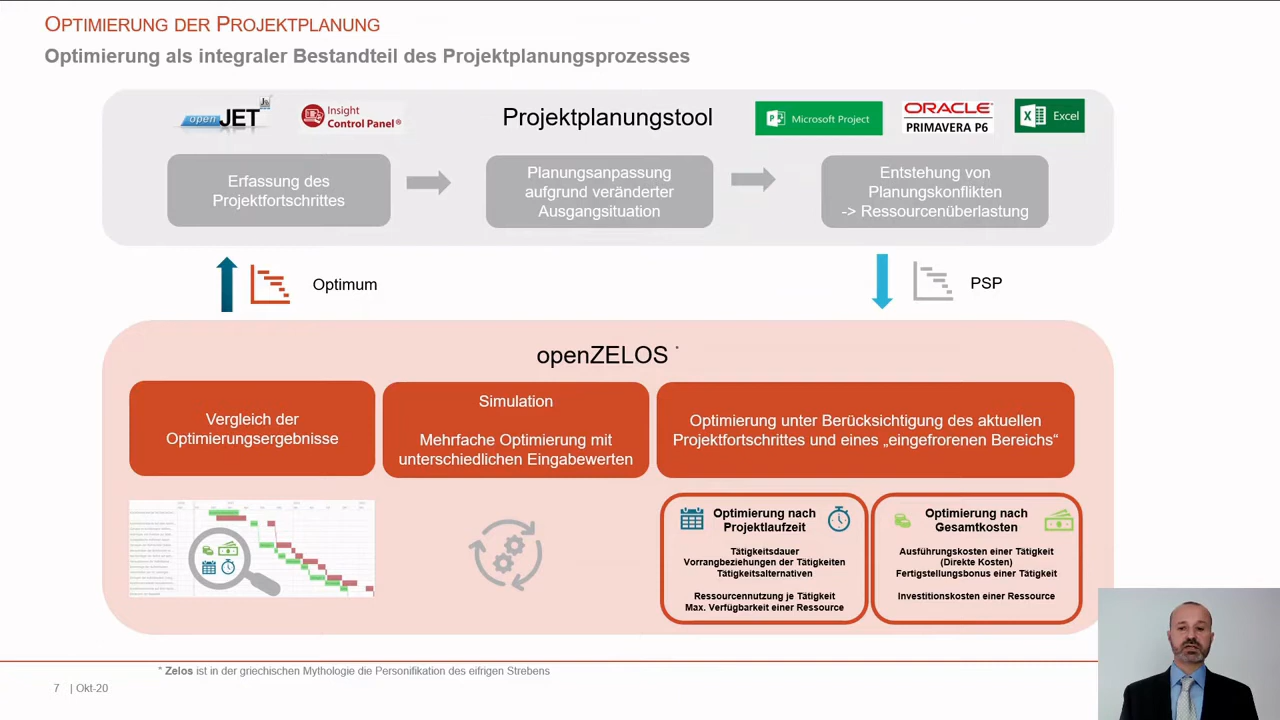 OPTIMIERUNG DER PROJEKTPLANUNG
Optimierung als integraler Bestandteil des Projektplanungsprozesses
open JET
Insight
Control Panel®
Projektplanungstool
Microsoft Project
ORACLE
PRIMAVERA P6
Excel
Erfassung des
Projektfortschrittes
Planungsanpassung
aufgrund veränderter
Ausgangsituation
Entstehung von
Planungskonflikten
-> Ressourcenüberlastung
Optimum
PSP
openZELOS *
Vergleich der
Optimierungsergebnisse
Simulation
Mehrfache Optimierung mit
unterschiedlichen Eingabewerten
Optimierung unter Berücksichtigung des aktuellen
Projektfortschrittes und eines „eingefrorenen Bereichs“
Optimierung nach
Projektlaufzeit
Tätigkeitsdauer
Vorrangbeziehungen der Tätigkeiten
Tätigkeitsalternativen
Ressourcennutzung je Tätigkeit
Max. Verfügbarkeit einer Ressource
Optimierung nach
Gesamtkosten
Ausführungskosten einer Tätigkeit
(Direkte Kosten)
Fertigstellungsbonus einer Tätigkeit
Investitionskosten einer Ressource
* Zelos ist in der griechischen Mythologie die Personifikation des eifrigen Strebens
7 | Okt-20